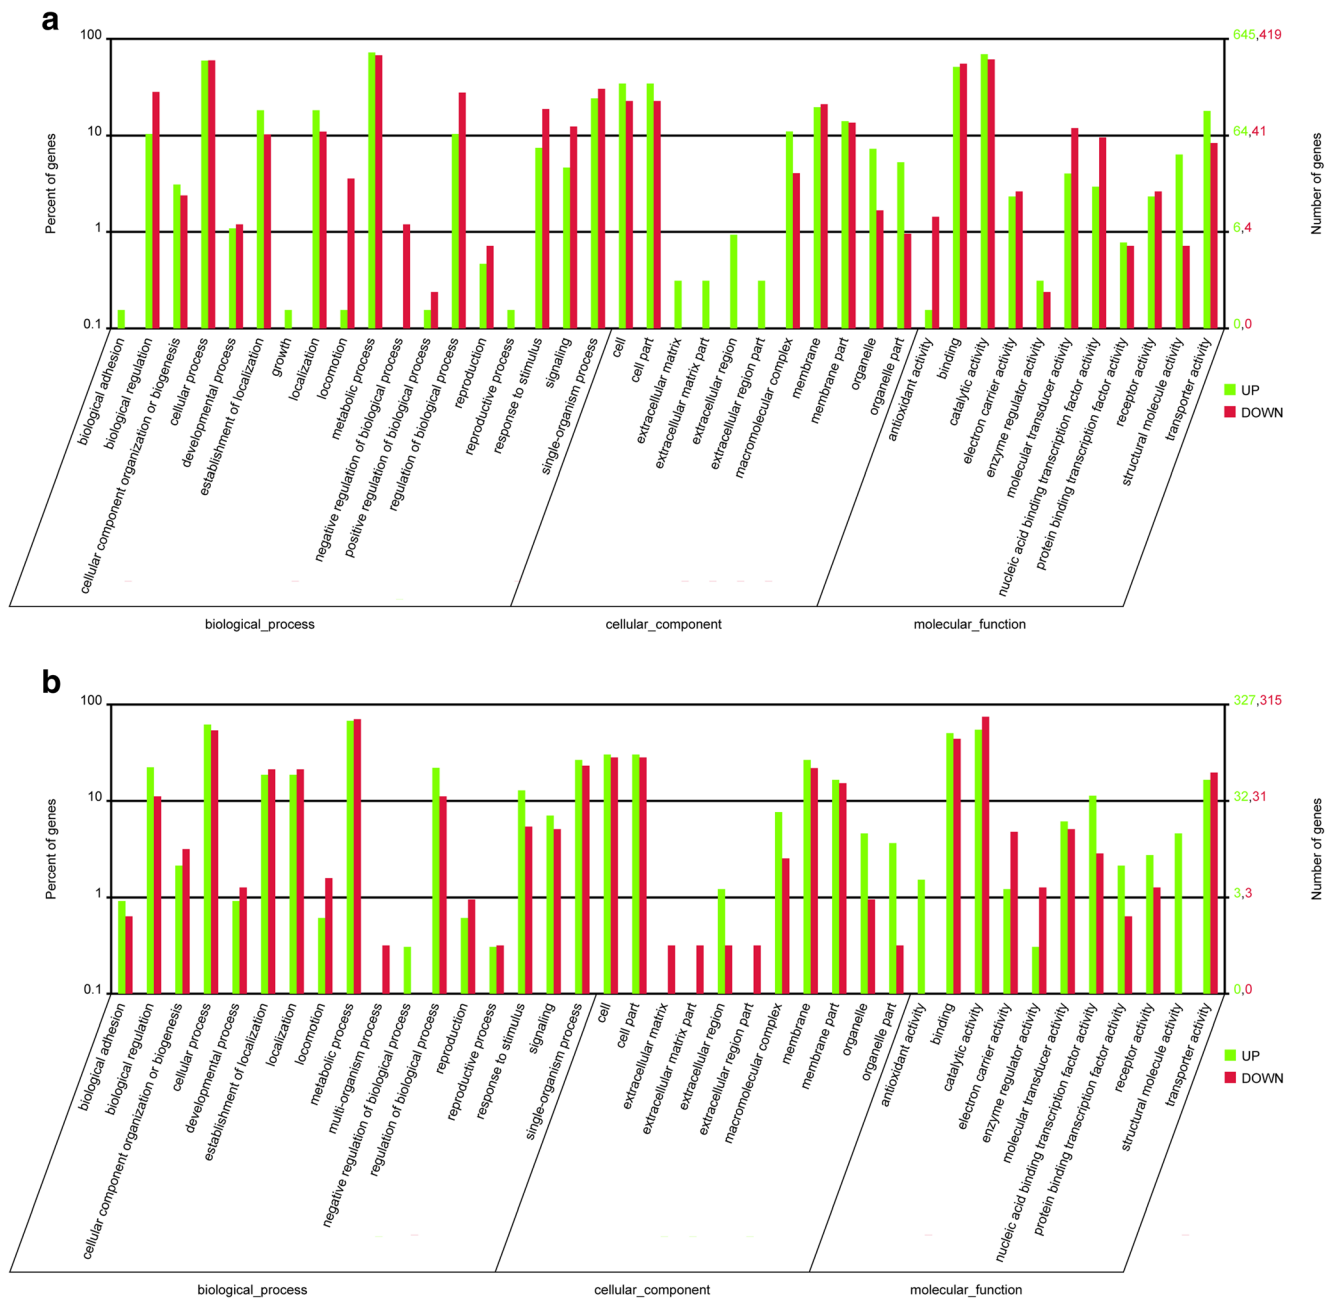 a
100
10
1
0.1
Percent of genes
645,419
64,41
6,4
0,0
Number of genes
biological adhesion
biological regulation
cellular component organization or biogenesis
cellular process
developmental process
establishment of localization
growth
localization
locomotion
metabolic process
negative regulation of biological process
positive regulation of biological process
regulation of biological process
reproduction
reproductive process
response to stimulus
signaling
single-organism process
cell
cell part
extracellular matrix
extracellular matrix part
extracellular region
extracellular region part
macromolecular complex
membrane
membrane part
organelle
organelle part
antioxidant activity
binding
catalytic activity
electron carrier activity
enzyme regulator activity
molecular transducer activity
nucleic acid binding transcription factor activity
protein binding transcription factor activity
receptor activity
structural molecule activity
transporter activity
UP
DOWN
biological_process
cellular_component
molecular_function
b
100
10
1
0.1
Percent of genes
327,315
32,31
3,3
0,0
Number of genes
biological adhesion
biological regulation
cellular component organization or biogenesis
cellular process
developmental process
establishment of localization
localization
locomotion
metabolic process
multi-organism process
negative regulation of biological process
regulation of biological process
reproduction
reproductive process
response to stimulus
signaling
single-organism process
cell
cell part
extracellular matrix
extracellular matrix part
extracellular region
extracellular region part
macromolecular complex
membrane
membrane part
organelle
organelle part
antioxidant activity
binding
catalytic activity
electron carrier activity
enzyme regulator activity
molecular transducer activity
nucleic acid binding transcription factor activity
protein binding transcription factor activity
receptor activity
structural molecule activity
transporter activity
UP
DOWN
biological_process
cellular_component
molecular_function